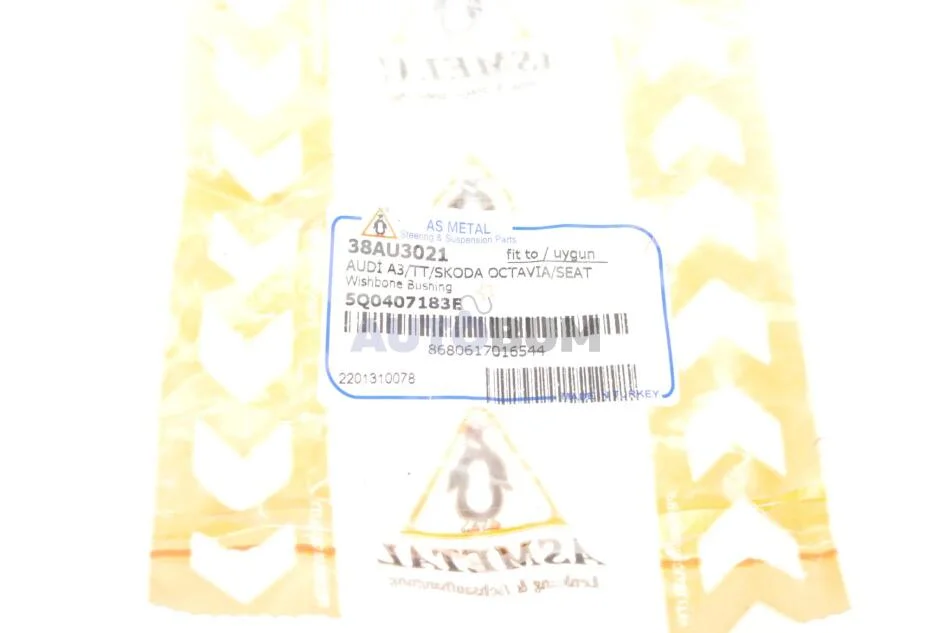 AS METAL
Steering & Suspension Parts
38AU3021 fit to / uygun
AUDİ A3/TT/SKODA OCTAVIA/SEAT
Wishbone Bushing
5Q0407183E
AUTOBUM
8680617016544
2201310078
MADE IN TURKEY
ASMETAL